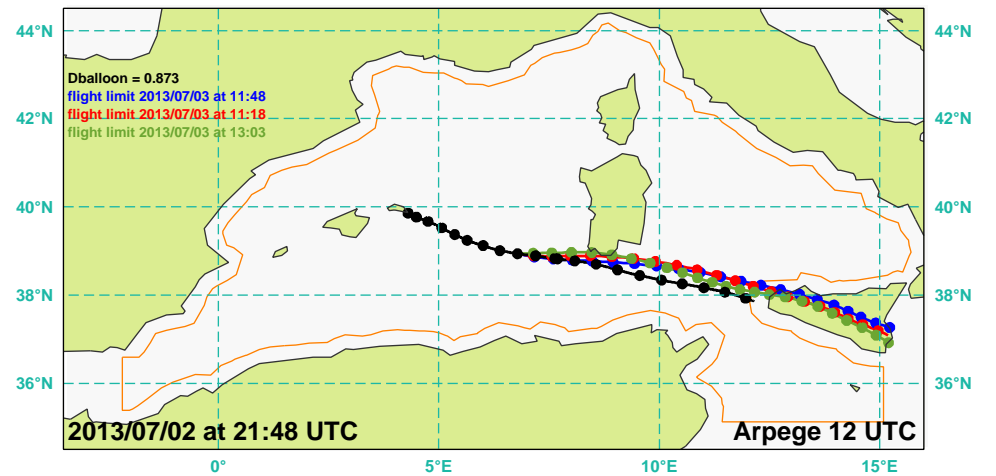 44°N 44°N
Dballoon = 0.873
flight limit 2013/07/03 at 11:48
flight limit 2013/07/03 at 11:18
flight limit 2013/07/03 at 13:03
42°N 42°N
40°N 40°N
38°N 38°N
36°N 36°N
2013/07/02 at 21:48 UTC Arpege 12 UTC
0° 5°E 10°E 15°E